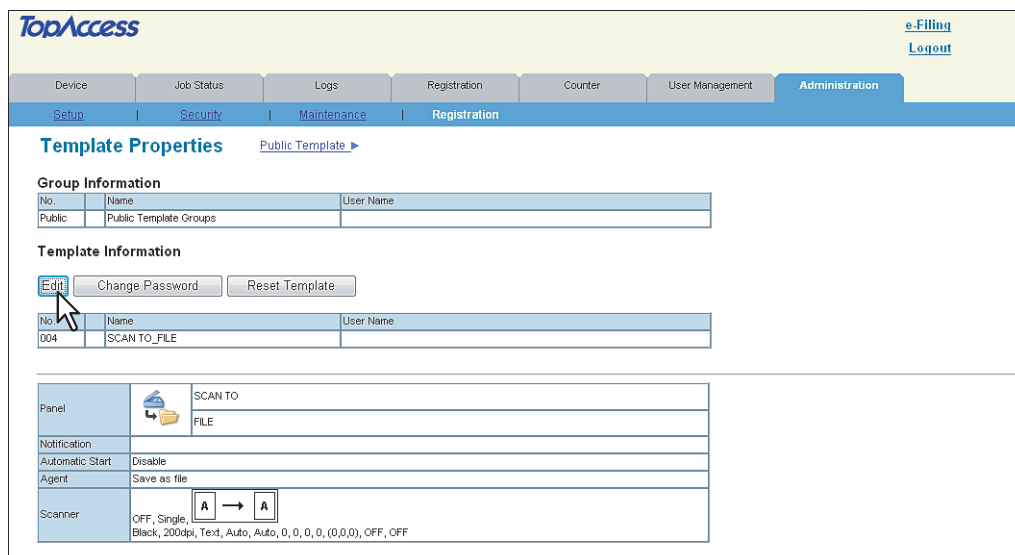 TopAccess
e-Filing
Logout
Device Job Status Logs Registration Counter User Management Administration
Setup | Security | Maintenance | Registration
Template Properties Public Template
Group Information
No. Name User Name
Public Public Template Groups
Template Information
Edit Change Password Reset Template
No. Name User Name
004 SCAN TO_FILE
Panel SCAN TO
FILE
Notification
Automatic Start Disable
Agent Save as file
Scanner OFF, Single, A → A
Black, 200dpi, Text, Auto, Auto, 0, 0, 0, 0, (0,0,0), OFF, OFF